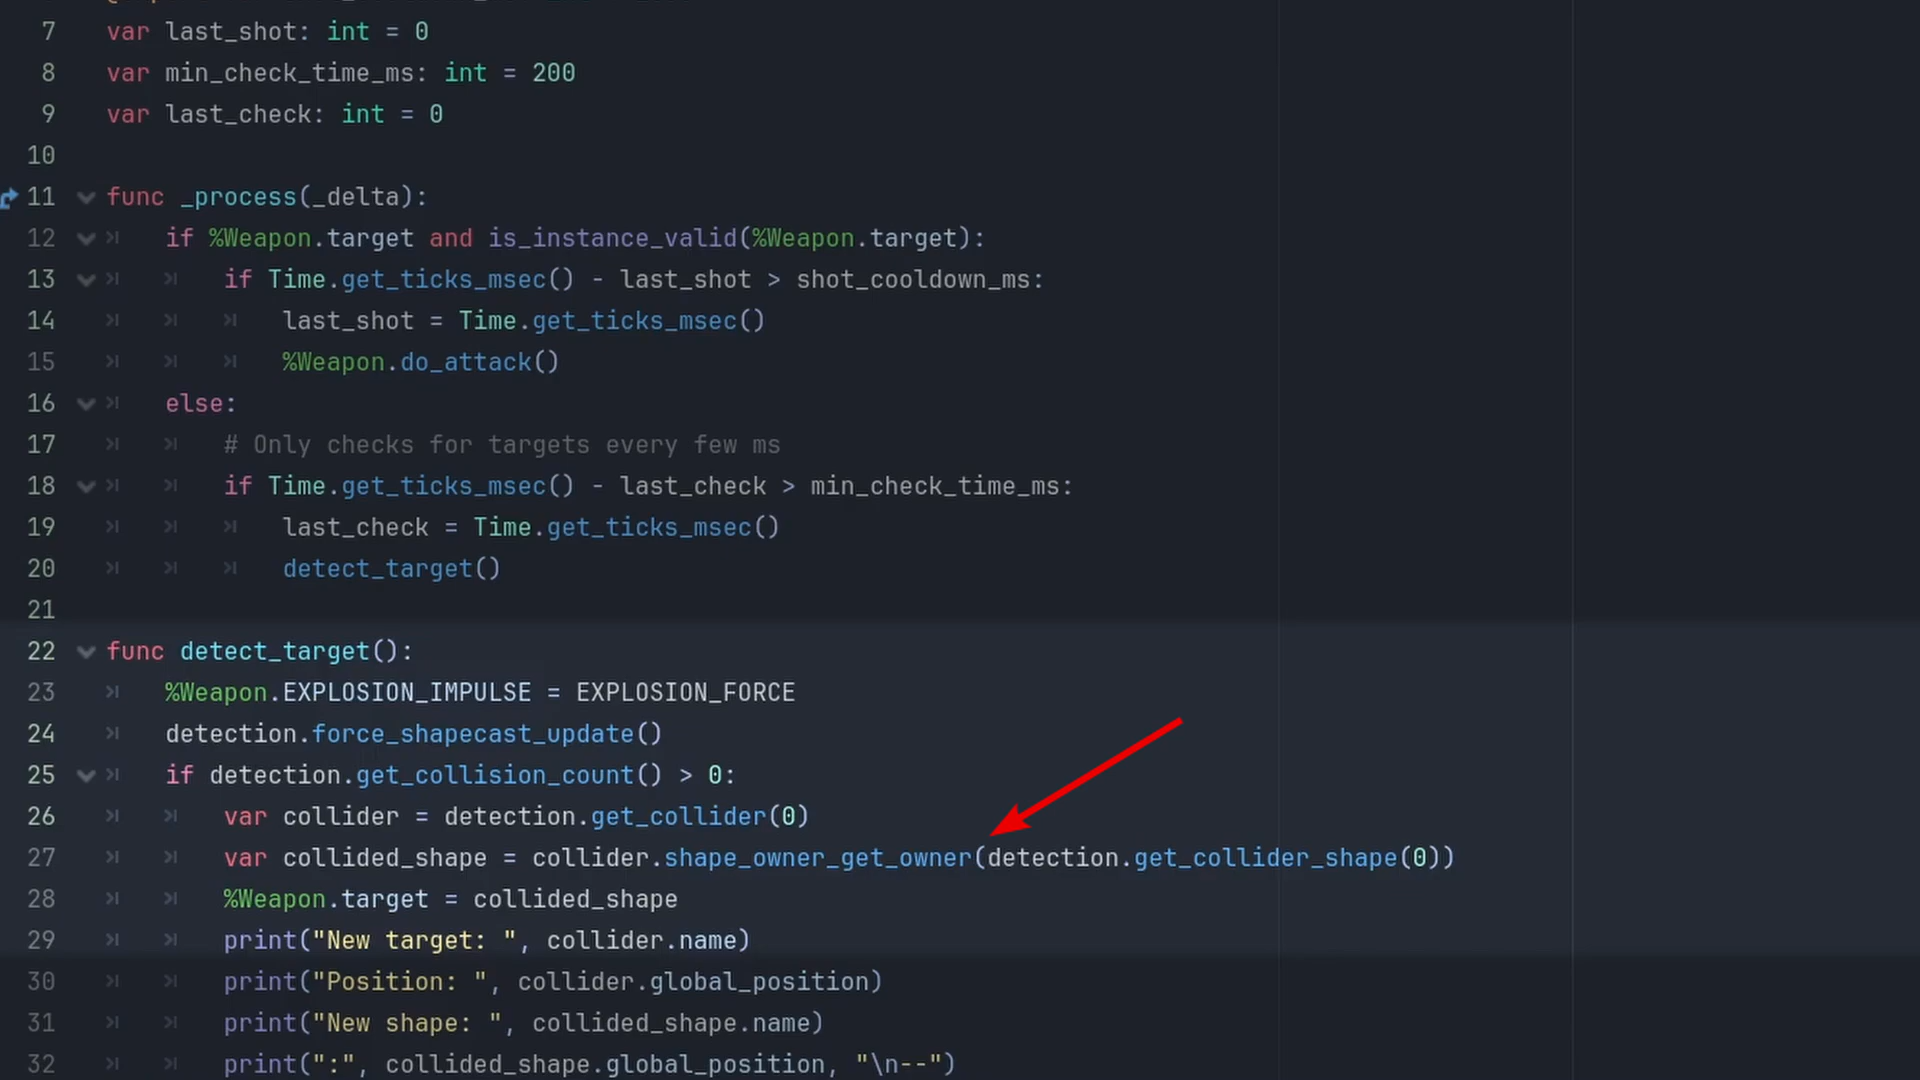 7 var last_shot: int = 0
8 var min_check_time_ms: int = 200
9 var last_check: int = 0
10
11 func _process(_delta):
12 if %Weapon.target and is_instance_valid(%Weapon.target):
13 if Time.get_ticks_msec() - last_shot > shot_cooldown_ms:
14 last_shot = Time.get_ticks_msec()
15 %Weapon.do_attack()
16 else:
17 # Only checks for targets every few ms
18 if Time.get_ticks_msec() - last_check > min_check_time_ms:
19 last_check = Time.get_ticks_msec()
20 detect_target()
21
22 func detect_target():
23 %Weapon.EXPLOSION_IMPULSE = EXPLOSION_FORCE
24 detection.force_shapecast_update()
25 if detection.get_collision_count() > 0:
26 var collider = detection.get_collider(0)
27 var collided_shape = collider.shape_owner_get_owner(detection.get_collider_shape(0))
28 %Weapon.target = collided_shape
29 print("New target: ", collider.name)
30 print("Position: ", collider.global_position)
31 print("New shape: ", collided_shape.name)
32 print(":", collided_shape.global_position, "\n--")